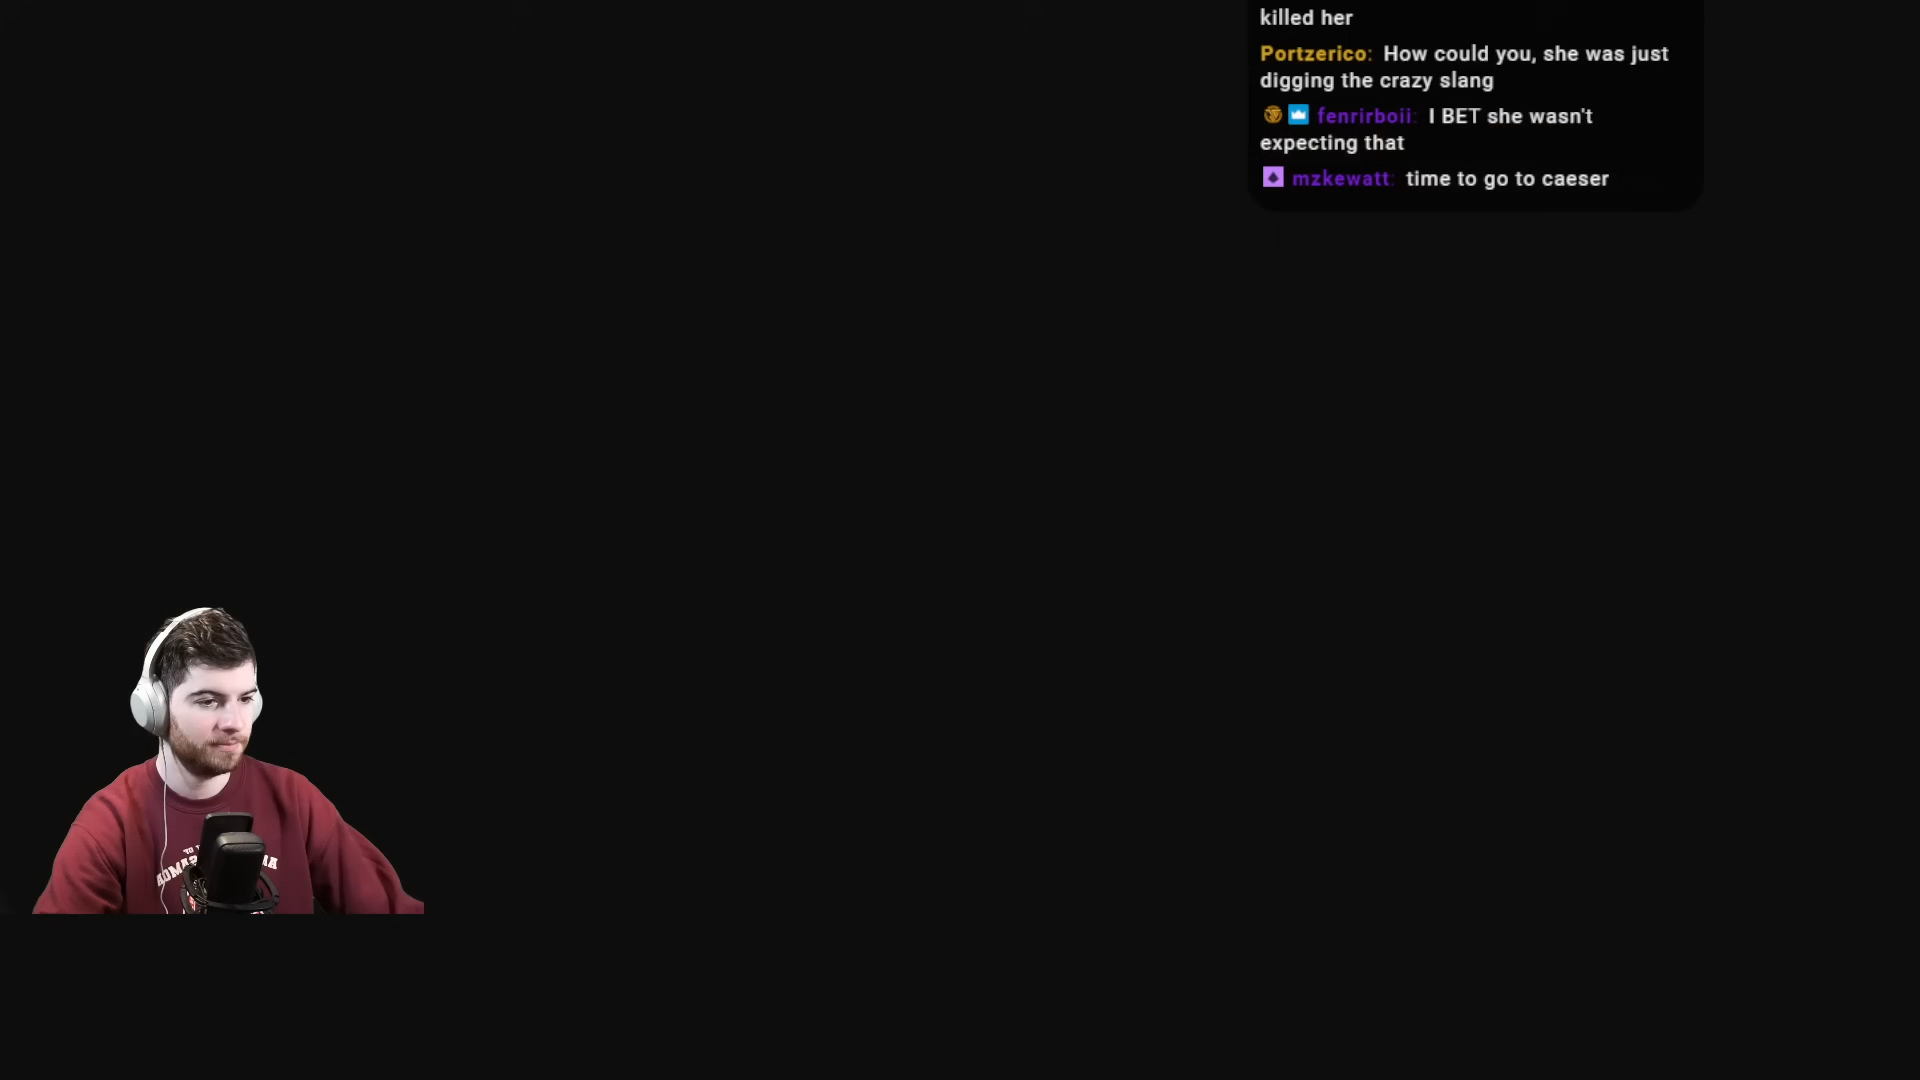 killed her
Portzerico: How could you, she was just
digging the crazy slang
fenrirboii: I BET she wasn't
expecting that
mzkewatt: time to go to caeser